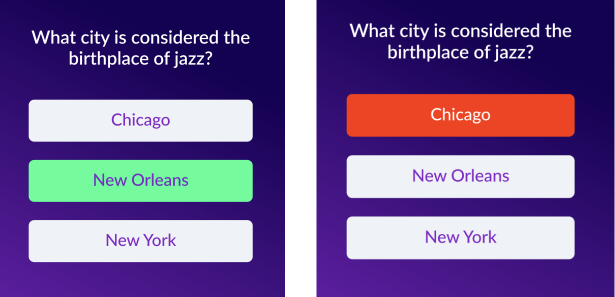 What city is considered the
birthplace of jazz?
Chicago
New Orleans
New York
What city is considered the
birthplace of jazz?
Chicago
New Orleans
New York